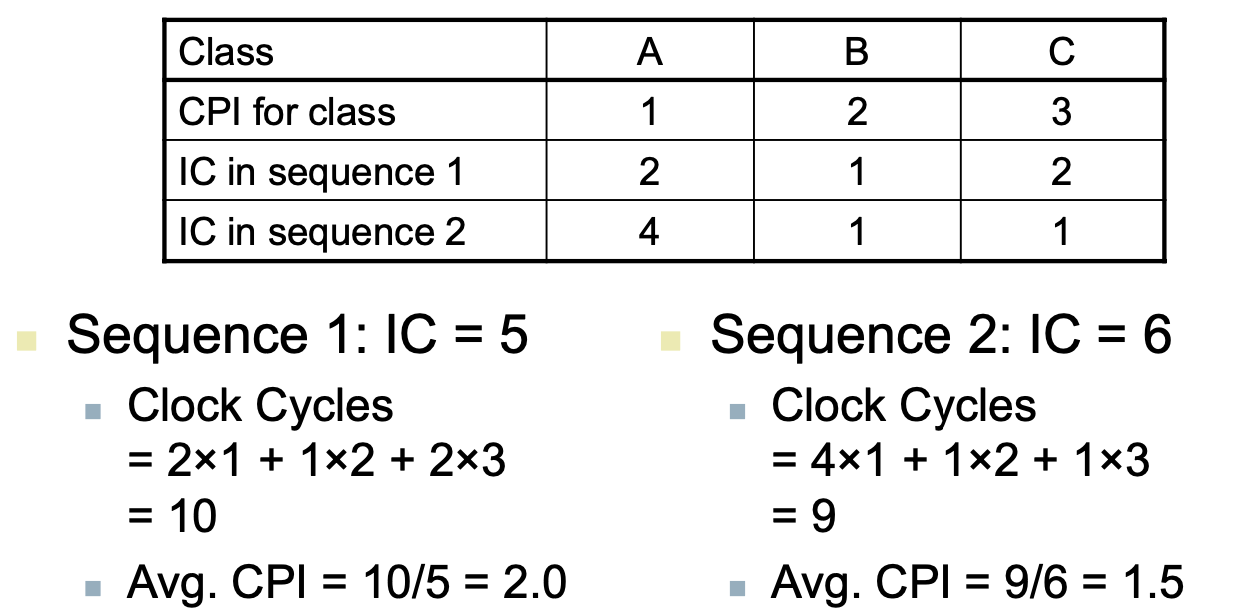 Class A B C
CPI for class 1 2 3
IC in sequence 1 2 1 2
IC in sequence 2 4 1 1
Sequence 1: IC = 5
Clock Cycles
= 2×1 + 1×2 + 2×3
= 10
Avg. CPI = 10/5 = 2.0
Sequence 2: IC = 6
Clock Cycles
= 4×1 + 1×2 + 1×3
= 9
Avg. CPI = 9/6 = 1.5